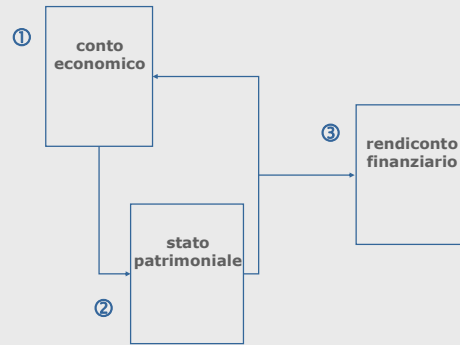 ①
conto
economico
③
rendiconto
finanziario
stato
patrimoniale
②